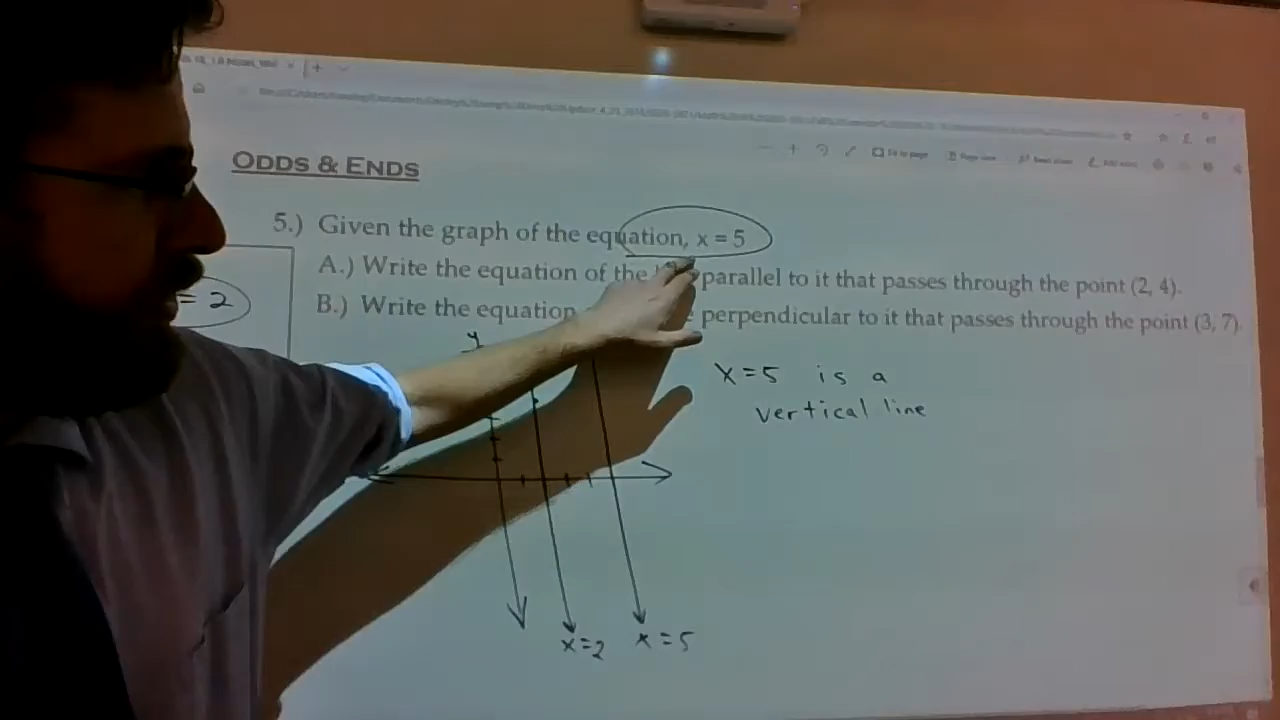 ODDS & ENDS
5.) Given the graph of the equation, x = 5
A.) Write the equation of the parallel to it that passes through the point (2, 4).
B.) Write the equation perpendicular to it that passes through the point (3, 7).
= 2
y
x=5 is a
vertical line
x=2
x=5